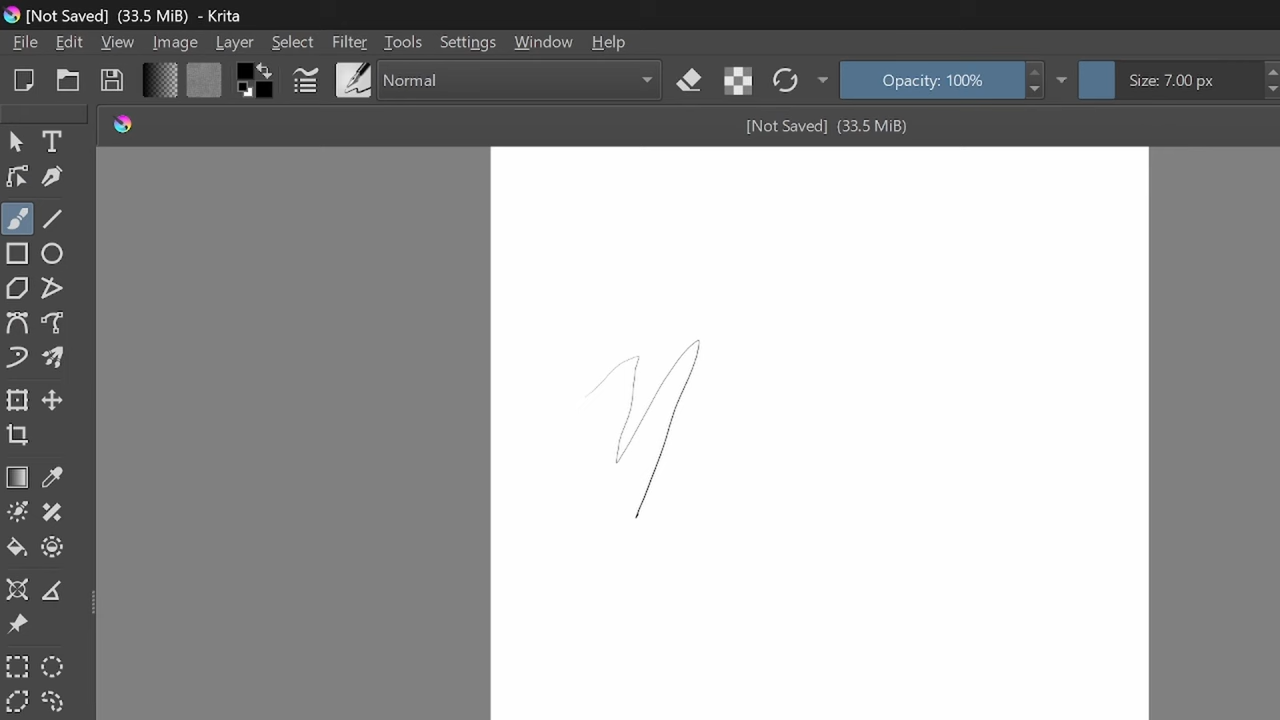 [Not Saved] (33.5 MiB) - Krita
File Edit View Image Layer Select Filter Tools Settings Window Help
Normal Opacity: 100% Size: 7.00 px
[Not Saved] (33.5 MiB)